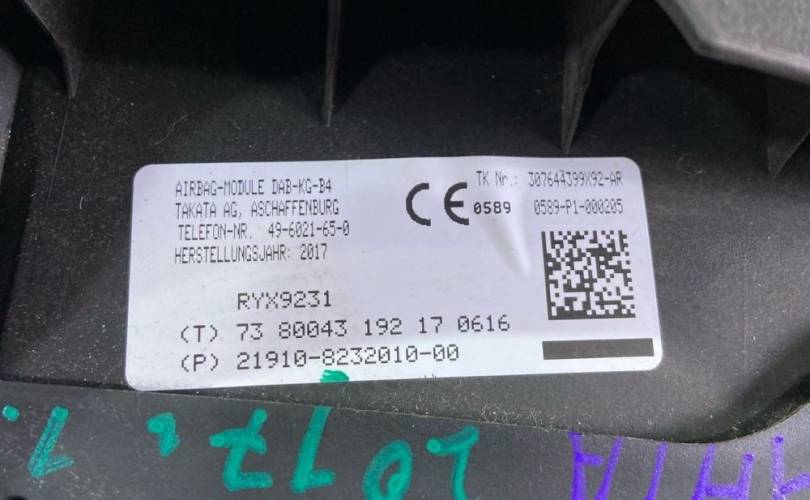 AIRBAG-MODULE DAB-KG-B4
TAKATA AG, ASCHAFFENBURG
TELEFON-NR. 49-6021-65-0
HERSTELLUNGSJAHR: 2017
CE 0589
TK Nr.: 307644399X92-AR
0589-P1-000205
RYX9231
(T) 73 80043 192 17 0616
(P) 21910-8232010-00
2017г.